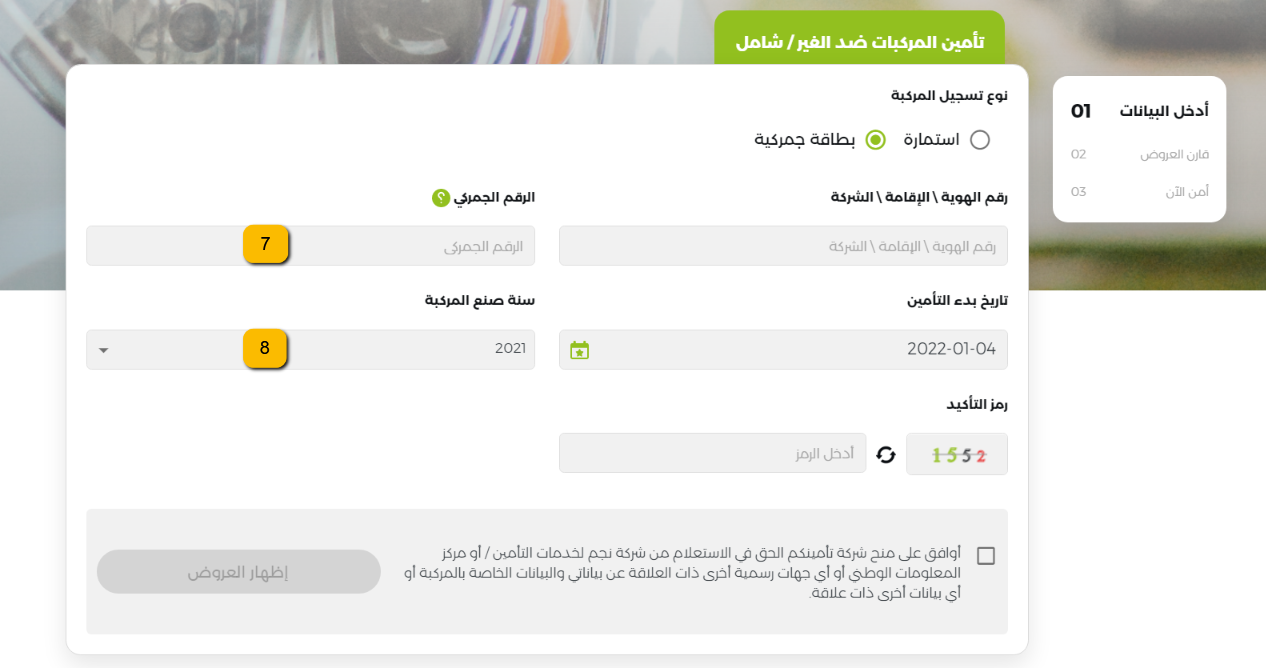 تأمين المركبات ضد الغير / شامل
أدخل البيانات 01
قارن العروض 02
أمن الآن 03
نوع تسجيل المركبة
استمارة
بطاقة جمركية
رقم الهوية \ الإقامة \ الشركة
رقم الهوية \ الإقامة \ الشركة
الرقم الجمركي ؟
الرقم الجمركي
7
تاريخ بدء التأمين
2022-01-04
سنة صنع المركبة
2021
8
رمز التأكيد
1552
أدخل الرمز
أوافق على منح شركة تأمينكم الحق في الاستعلام من شركة نجم لخدمات التأمين / أو مركز
المعلومات الوطني أو أي جهات رسمية أخرى ذات العلاقة عن بياناتي والبيانات الخاصة بالمركبة أو
أي بيانات أخرى ذات علاقة.
إظهار العروض